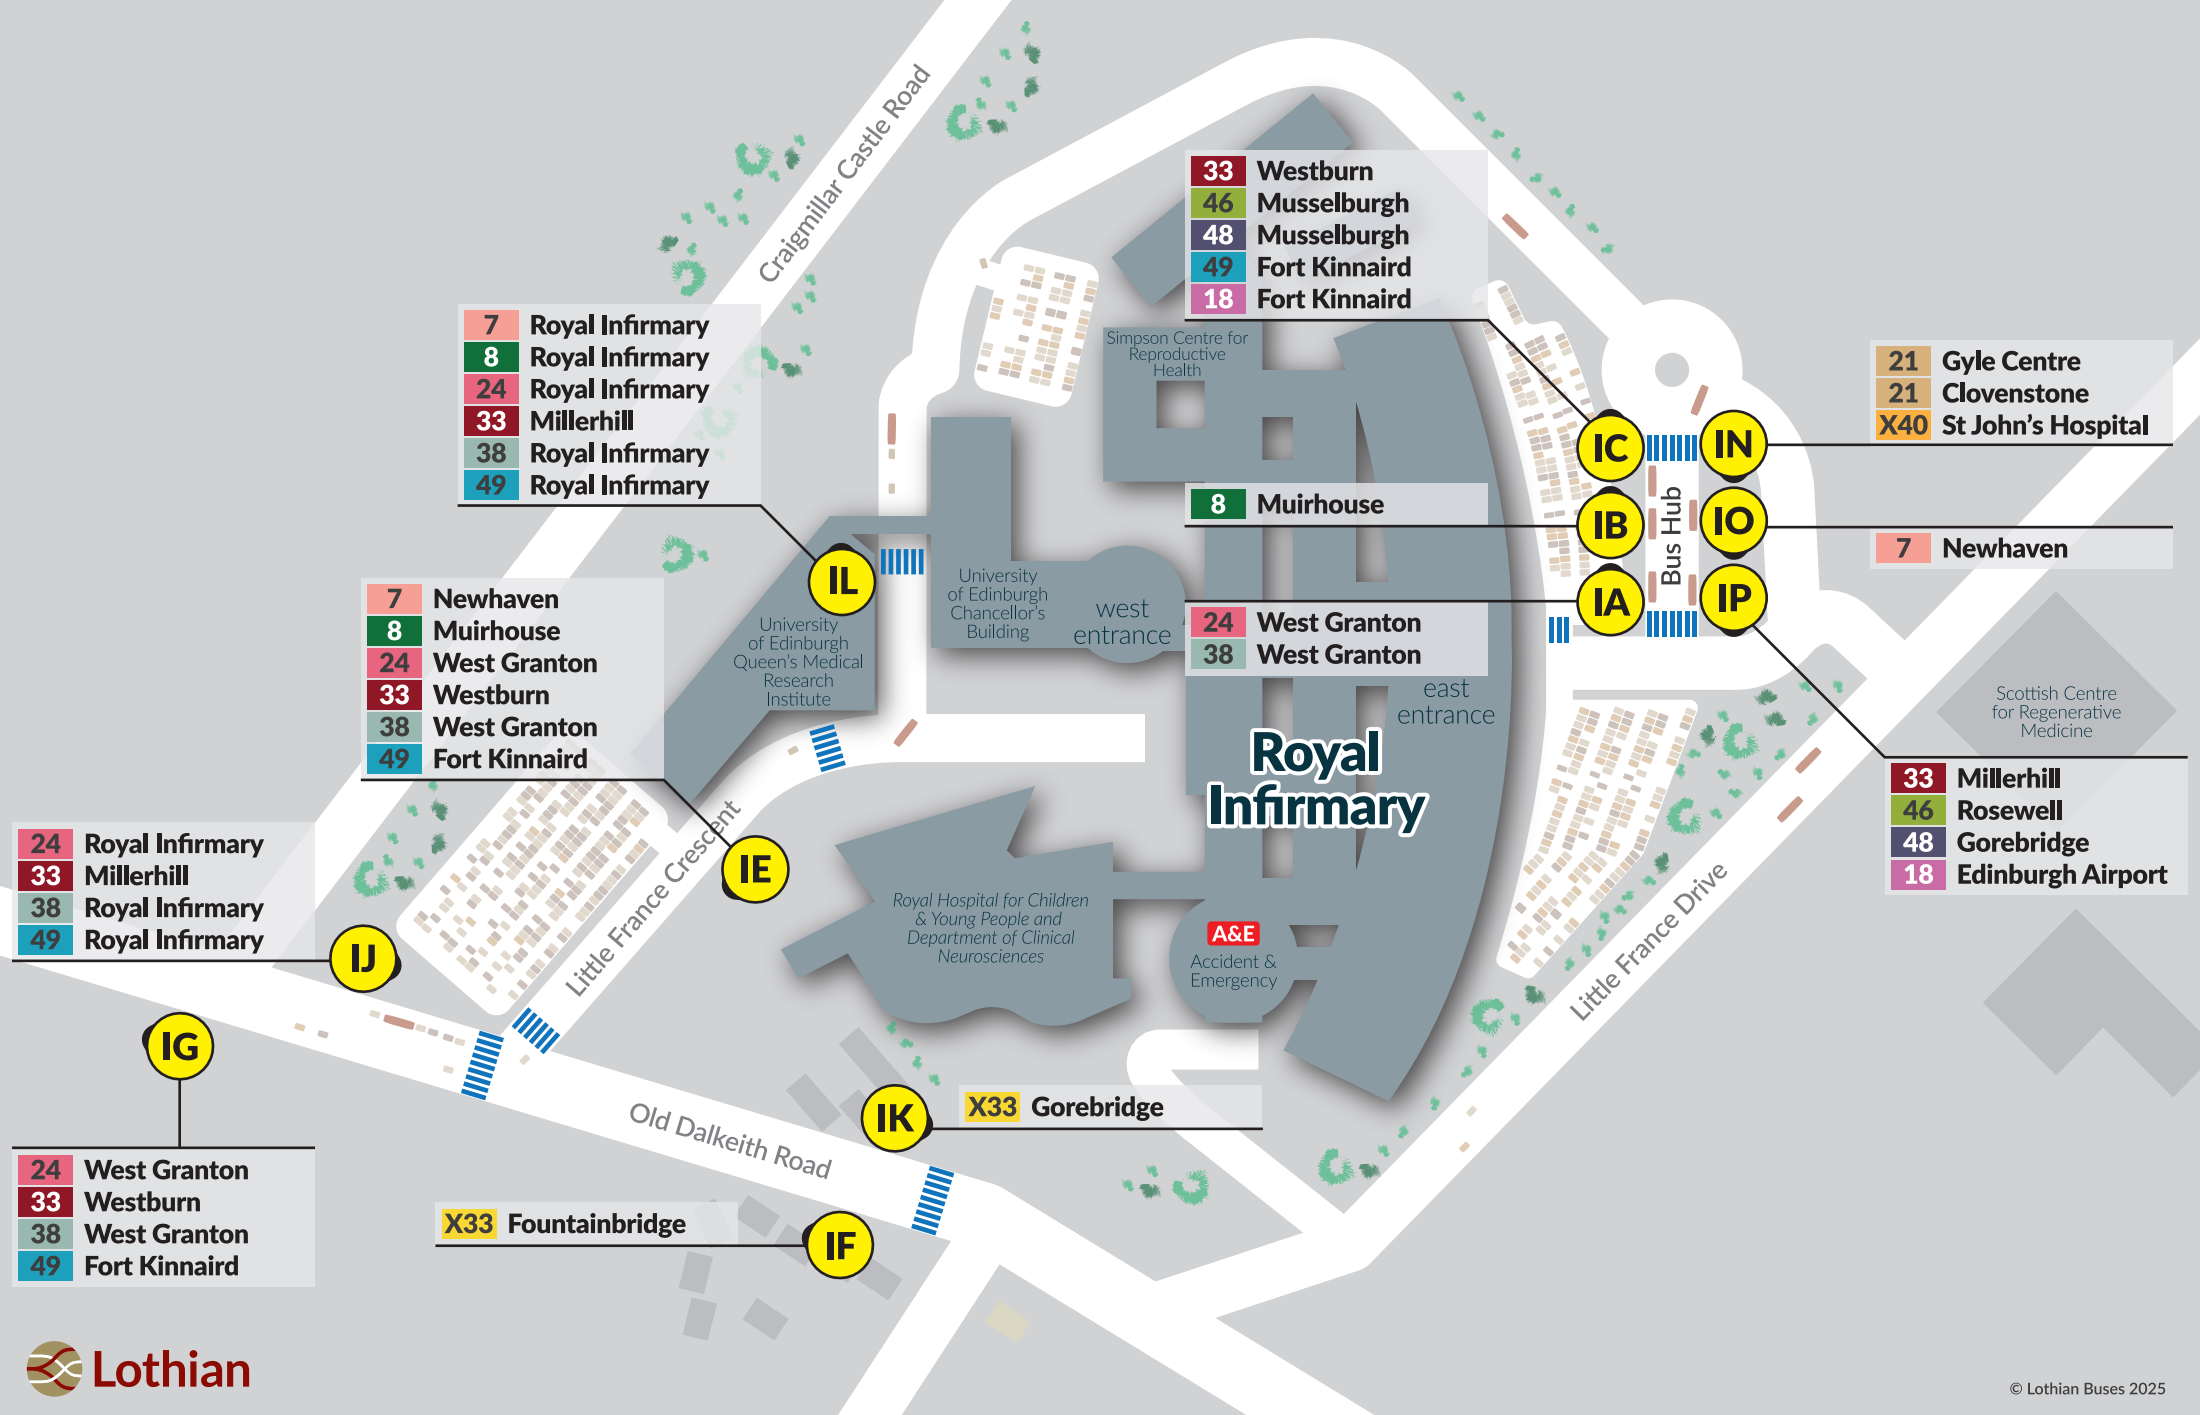 Craigmillar Castle Road
33 Westburn
46 Musselburgh
48 Musselburgh
49 Fort Kinnaird
18 Fort Kinnaird
7 Royal Infirmary
8 Royal Infirmary
24 Royal Infirmary
33 Millerhill
38 Royal Infirmary
49 Royal Infirmary
Simpson Centre for
Reproductive
Health
21 Gyle Centre
21 Clovenstone
X40 St John's Hospital
IC
IN
8 Muirhouse
IB
Bus Hub
IO
7 Newhaven
IL
IA
IP
7 Newhaven
8 Muirhouse
24 West Granton
33 Westburn
38 West Granton
49 Fort Kinnaird
University
of Edinburgh
Queen's Medical
Research
Institute
University
of Edinburgh
Chancellor's
Building
west
entrance
24 West Granton
38 West Granton
east
entrance
Scottish Centre
for Regenerative
Medicine
Royal
Infirmary
33 Millerhill
46 Rosewell
48 Gorebridge
18 Edinburgh Airport
24 Royal Infirmary
33 Millerhill
38 Royal Infirmary
49 Royal Infirmary
IJ
Little France Crescent
IE
Royal Hospital for Children
& Young People and
Department of Clinical
Neurosciences
A&E
Accident &
Emergency
Little France Drive
IG
24 West Granton
33 Westburn
38 West Granton
49 Fort Kinnaird
Old Dalkeith Road
IK
X33 Gorebridge
X33 Fountainbridge
IF
Lothian
© Lothian Buses 2025